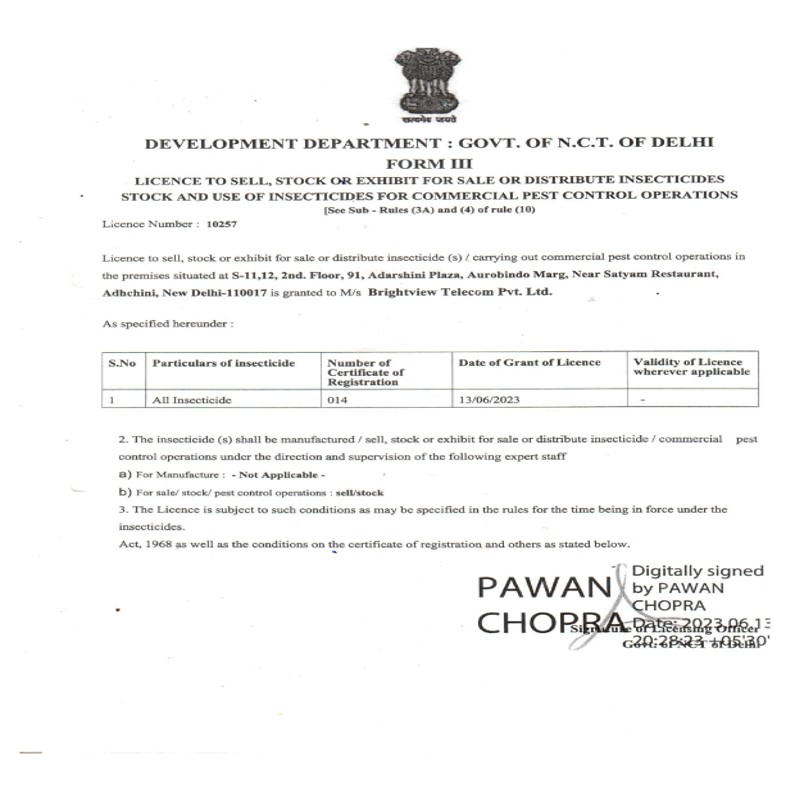 सत्यमेव जयते
DEVELOPMENT DEPARTMENT : GOVT. OF N.C.T. OF DELHI
FORM III
LICENCE TO SELL, STOCK OR EXHIBIT FOR SALE OR DISTRIBUTE INSECTICIDES
STOCK AND USE OF INSECTICIDES FOR COMMERCIAL PEST CONTROL OPERATIONS
[See Sub - Rules (3A) and (4) of rule (10)
Licence Number : 10257
Licence to sell, stock or exhibit for sale or distribute insecticide (s) / carrying out commercial pest control operations in
the premises situated at S-11,12, 2nd. Floor, 91, Adarshini Plaza, Aurobindo Marg, Near Satyam Restaurant,
Adhchini, New Delhi-110017 is granted to M/s Brightview Telecom Pvt. Ltd.
As specified hereunder :
S.No Particulars of insecticide Number of Certificate of Registration Date of Grant of Licence Validity of Licence wherever applicable
1 All Insecticide 014 13/06/2023 -
2. The insecticide (s) shall be manufactured / sell, stock or exhibit for sale or distribute insecticide / commercial pest
control operations under the direction and supervision of the following expert staff
a) For Manufacture : - Not Applicable -
b) For sale/ stock/ pest control operations : sell/stock
3. The Licence is subject to such conditions as may be specified in the rules for the time being in force under the
insecticides.
Act, 1968 as well as the conditions on the certificate of registration and others as stated below.
PAWAN CHOPRA
Digitally signed
by PAWAN
CHOPRA
Date: 2023.06.13
20:28:23 +05'30'
Signature of Licensing Officer
Govt. of NCT of Delhi